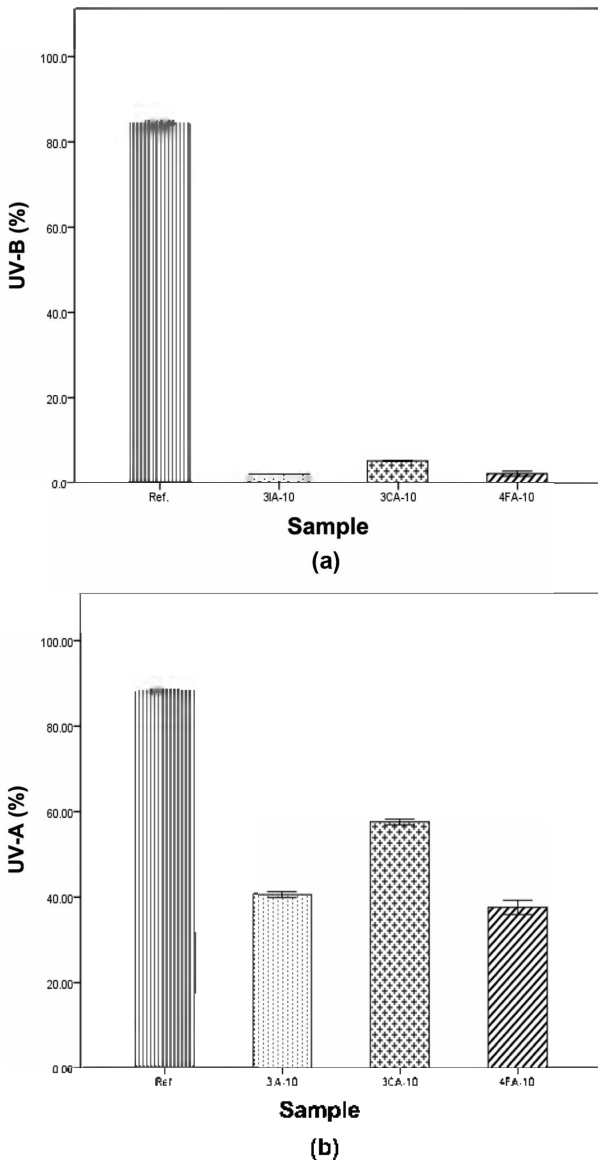 100.0
80.0
60.0
40.0
20.0
0.0
UV-B (%)
Ref. 3IA-10 3CA-10 4FA-10
Sample
(a)
100.00
80.00
60.00
40.00
20.00
0.00
UV-A (%)
Ref 3IA-10 3CA-10 4FA-10
Sample
(b)